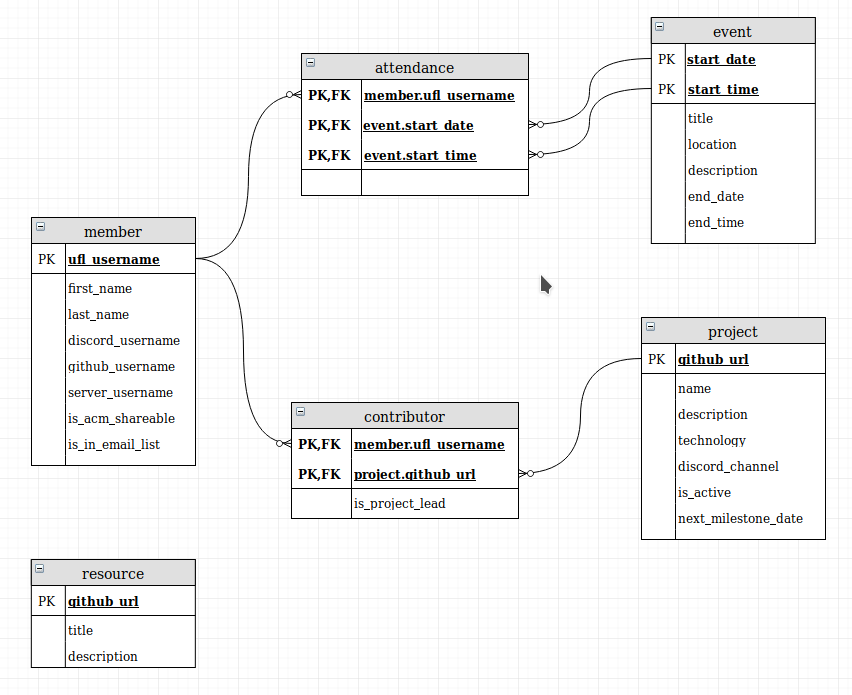 event
PK start_date
PK start_time
title
location
description
end_date
end_time
attendance
PK,FK member.ufl_username
PK,FK event.start_date
PK,FK event.start_time
member
PK ufl_username
first_name
last_name
discord_username
github_username
server_username
is_acm_shareable
is_in_email_list
project
PK github_url
name
description
technology
discord_channel
is_active
next_milestone_date
contributor
PK,FK member.ufl_username
PK,FK project.github_url
is_project_lead
resource
PK github_url
title
description